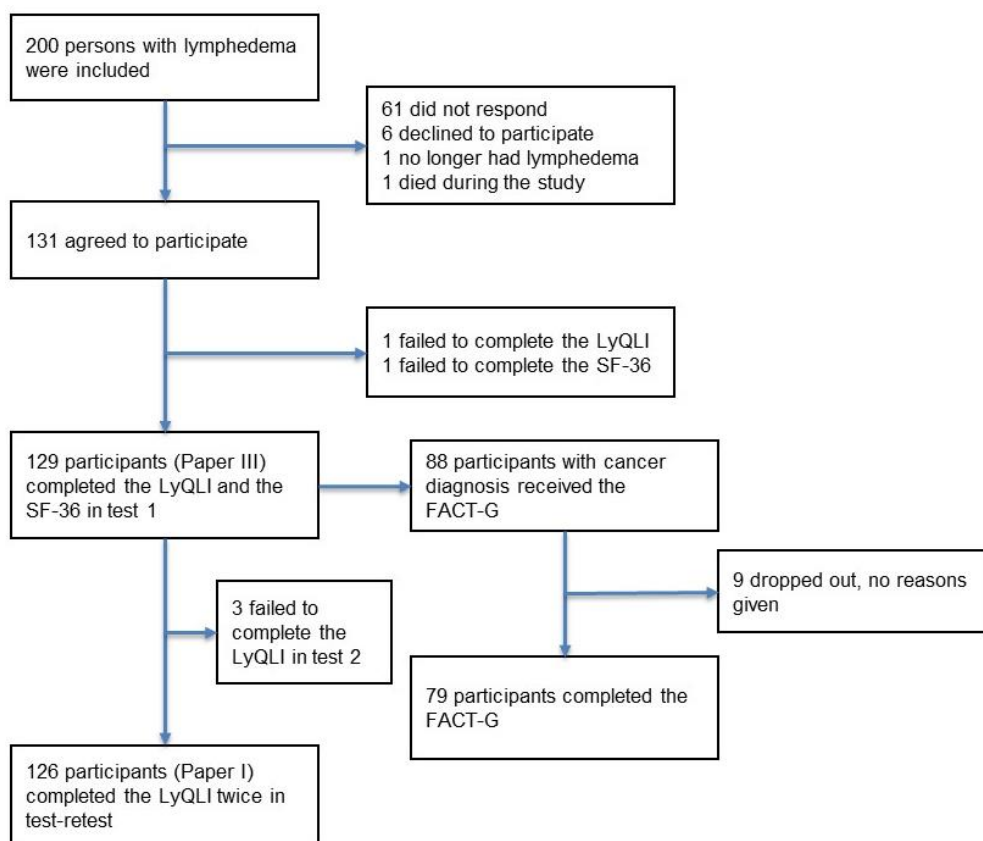 200 persons with lymphedema
were included
61 did not respond
6 declined to participate
1 no longer had lymphedema
1 died during the study
131 agreed to participate
1 failed to complete the LyQLI
1 failed to complete the SF-36
129 participants (Paper III)
completed the LyQLI and the
SF-36 in test 1
88 participants with cancer
diagnosis received the
FACT-G
9 dropped out, no reasons
given
3 failed to
complete the
LyQLI in test 2
79 participants completed the
FACT-G
126 participants (Paper I)
completed the LyQLI twice in
test-retest